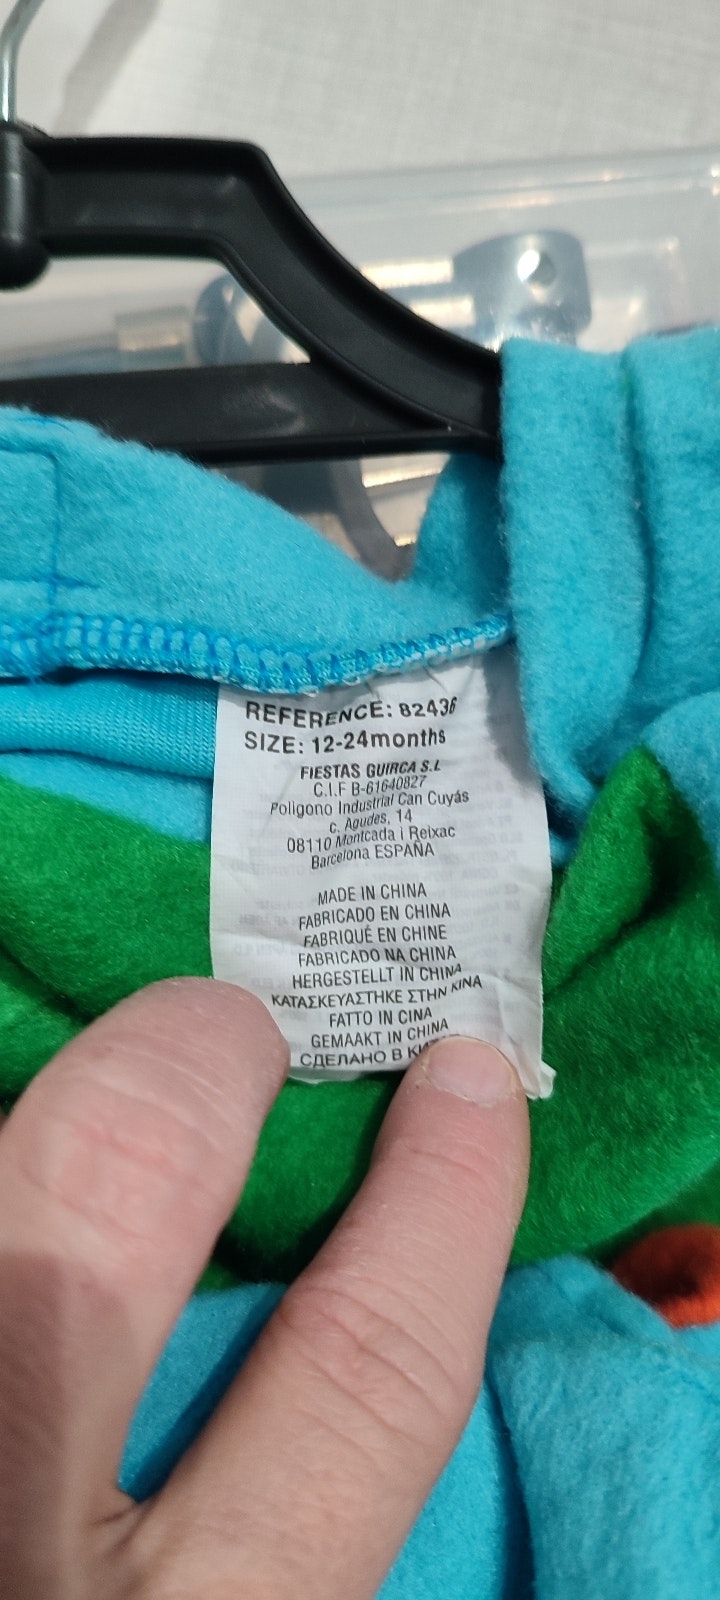 REFERENCE: 82436
SIZE: 12-24months
FIESTAS GUIRCA S.L
C.I.F B-61640827
Poligono Industrial Can Cuyás
c. Agudes, 14
08110 Montcada i Reixac
Barcelona ESPAÑA
MADE IN CHINA
FABRICADO EN CHINA
FABRIQUÉ EN CHINE
FABRICADO NA CHINA
HERGESTELLT IN CHINA
ΚΑΤΑΣΚΕΥΑΣΤΗΚΕ ΣΤΗΝ ΚΙΝΑ
FATTO IN CINA
GEMAAKT IN CHINA
СДЕЛАНО В